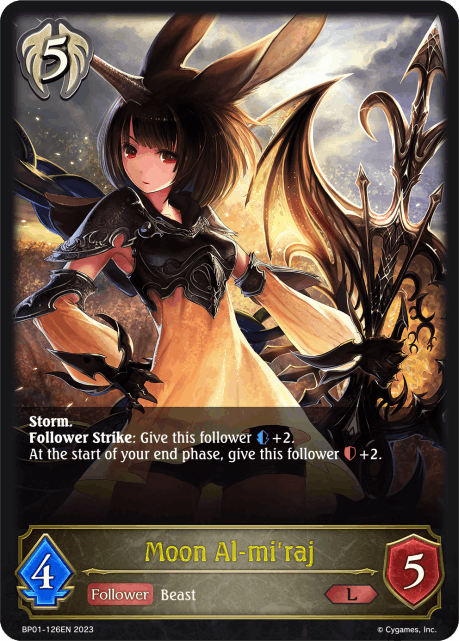 5
Storm.
Follower Strike: Give this follower +2.
At the start of your end phase, give this follower +2.
Moon Al-mi'raj
4
Follower Beast
L
5
BP01-126EN 2023
© Cygames, Inc.